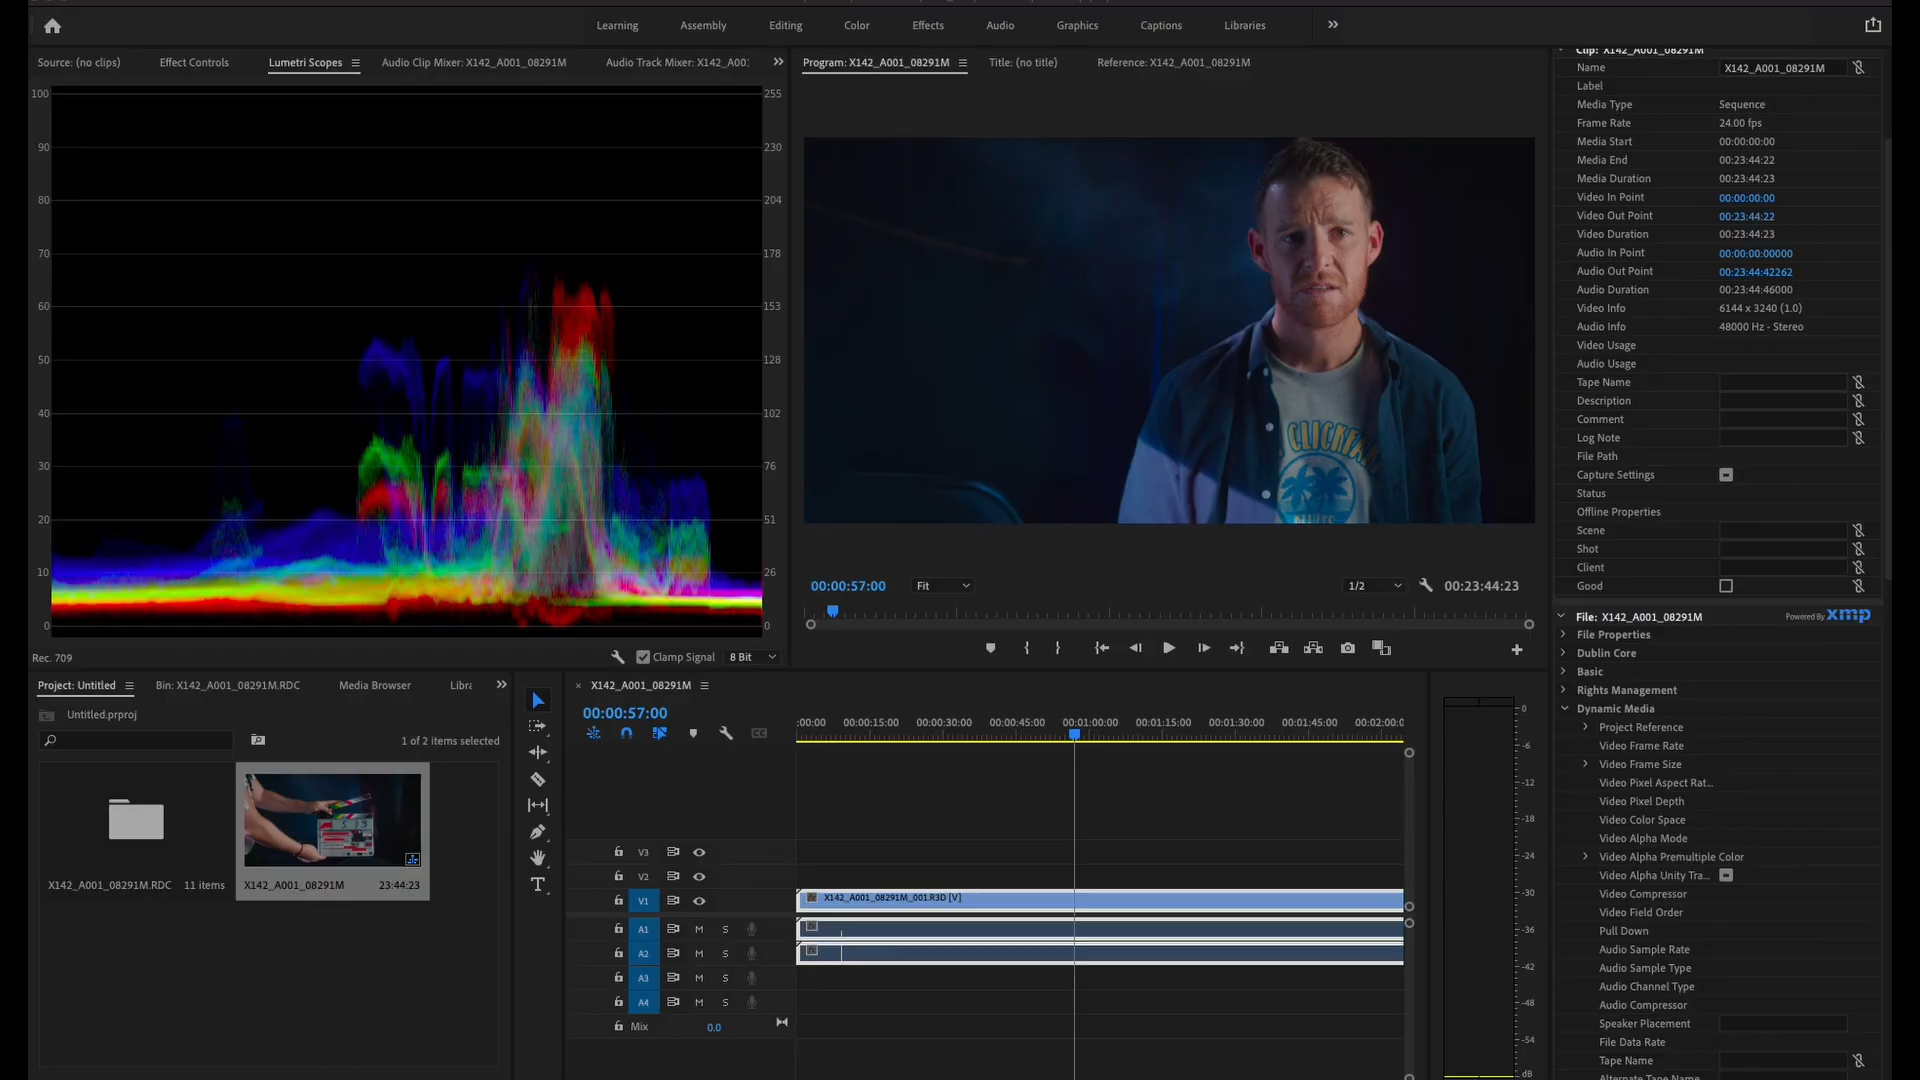 Learning Assembly Editing Color Effects Audio Graphics Captions Libraries
Source: (no clips) Effect Controls Lumetri Scopes Audio Clip Mixer: X142_A001_08291M Audio Track Mixer: X142_A00:
100 255
90 230
80 204
70 178
60 153
50 128
40 102
30 76
20 51
10 26
0 0
Rec. 709 Clamp Signal 8 Bit
Program: X142_A001_08291M Title: (no title) Reference: X142_A001_08291M
00:00:57:00 Fit 1/2 00:23:44:23
Clip: X142_A001_08291M
Name X142_A001_08291M
Label
Media Type Sequence
Frame Rate 24.00 fps
Media Start 00:00:00:00
Media End 00:23:44:22
Media Duration 00:23:44:23
Video In Point 00:00:00:00
Video Out Point 00:23:44:22
Video Duration 00:23:44:23
Audio In Point 00:00:00:00000
Audio Out Point 00:23:44:42262
Audio Duration 00:23:44:46000
Video Info 6144 x 3240 (1.0)
Audio Info 48000 Hz - Stereo
Video Usage
Audio Usage
Tape Name
Description
Comment
Log Note
File Path
Capture Settings
Status
Offline Properties
Scene
Shot
Client
Good
File: X142_A001_08291M Powered By xmp
File Properties
Dublin Core
Basic
Rights Management
Dynamic Media
Project Reference
Video Frame Rate
Video Frame Size
Video Pixel Aspect Rat...
Video Pixel Depth
Video Color Space
Video Alpha Mode
Video Alpha Premultiple Color
Video Alpha Unity Tra...
Video Compressor
Video Field Order
Pull Down
Audio Sample Rate
Audio Sample Type
Audio Channel Type
Audio Compressor
Speaker Placement
File Data Rate
Tape Name
Alternate Tape Name
Project: Untitled Bin: X142_A001_08291M.RDC Media Browser Libra
Untitled.prproj
1 of 2 items selected
X142_A001_08291M.RDC 11 items X142_A001_08291M 23:44:23
X142_A001_08291M
00:00:57:00
:00:00 00:00:15:00 00:00:30:00 00:00:45:00 00:01:00:00 00:01:15:00 00:01:30:00 00:01:45:00 00:02:00:0
V3
V2
V1 X142_A001_08291M_001.R3D [V]
A1 M S
A2 M S
A3 M S
A4 M S
Mix 0.0
0
-6
-12
-18
-24
-30
-36
-42
-48
-54
dB